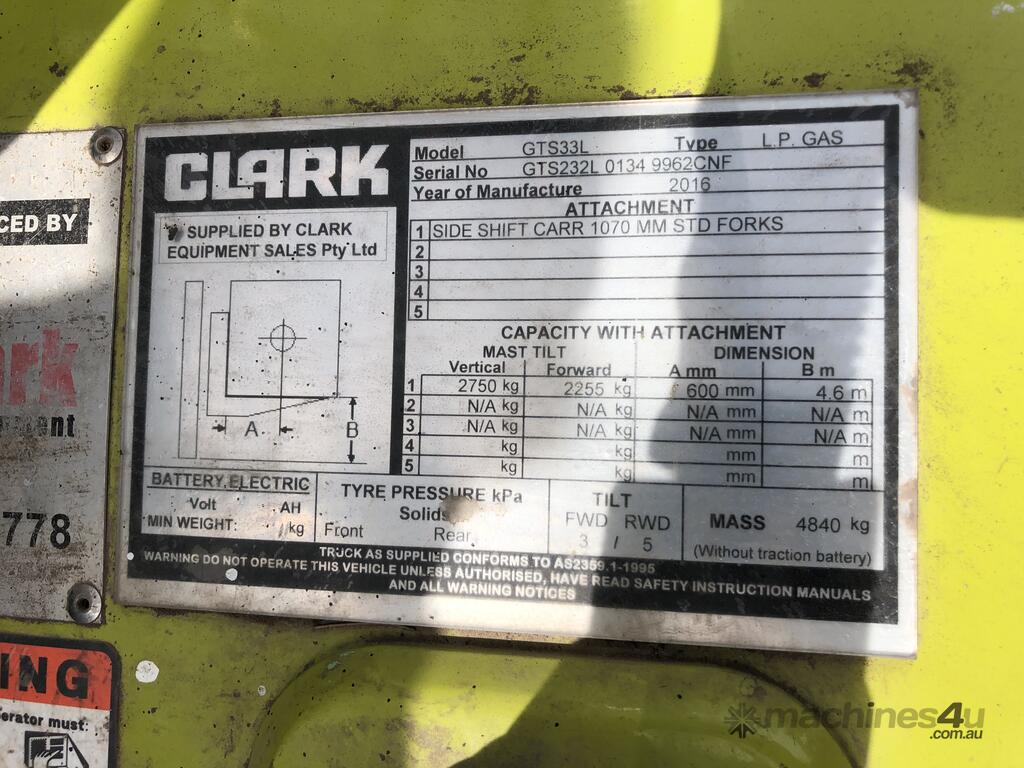 CLARK
SUPPLIED BY CLARK
EQUIPMENT SALES Pty Ltd
A
B
Model GTS33L Type L.P. GAS
Serial No GTS232L 0134 9962CNF
Year of Manufacture 2016
ATTACHMENT
1 SIDE SHIFT CARR 1070 MM STD FORKS
2
3
4
5
CAPACITY WITH ATTACHMENT
MAST TILT DIMENSION
Vertical Forward A mm B m
1 2750 kg 2255 kg 600 mm 4.6 m
2 N/A kg N/A kg N/A mm N/A m
3 N/A kg N/A kg N/A mm N/A m
4 kg kg mm m
5 kg kg mm m
BATTERY ELECTRIC
Volt AH
MIN WEIGHT: kg
TYRE PRESSURE kPa
Solids
Front Rear
TILT
FWD RWD
3 / 5
MASS 4840 kg
(Without traction battery)
TRUCK AS SUPPLIED CONFORMS TO AS2359.1-1995
WARNING DO NOT OPERATE THIS VEHICLE UNLESS AUTHORISED, HAVE READ SAFETY INSTRUCTION MANUALS
AND ALL WARNING NOTICES
CED BY
ark
ment
778
ING
erator must:
machines4u
.com.au